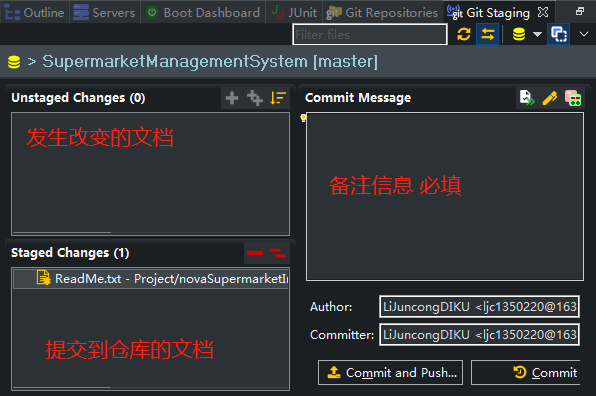 Outline Servers Boot Dashboard JUnit Git Repositories Git Staging
Filter files
> SupermarketManagementSystem [master]
Unstaged Changes (0)
Commit Message
发生改变的文档
备注信息 必填
Staged Changes (1)
ReadMe.txt - Project/novaSupermarketIn
提交到仓库的文档
Author: LiJuncongDIKU <ljc1350220@163
Committer: LiJuncongDIKU <ljc1350220@163
Commit and Push... Commit